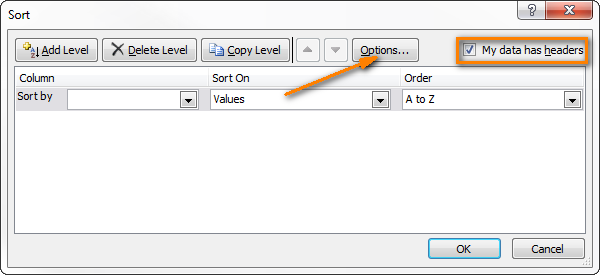 Sort
Add Level Delete Level Copy Level Options... My data has headers
Column Sort On Order
Sort by Values A to Z
OK Cancel